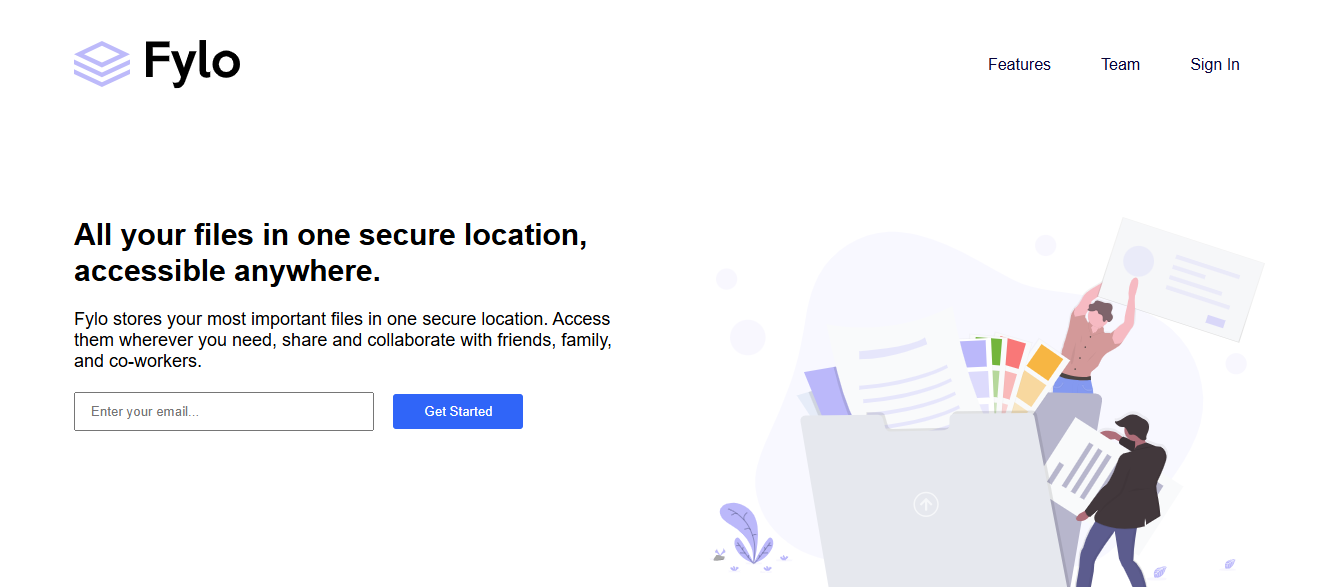 Fylo
Features
Team
Sign In
All your files in one secure location,
accessible anywhere.
Fylo stores your most important files in one secure location. Access
them wherever you need, share and collaborate with friends, family,
and co-workers.
Enter your email...
Get Started